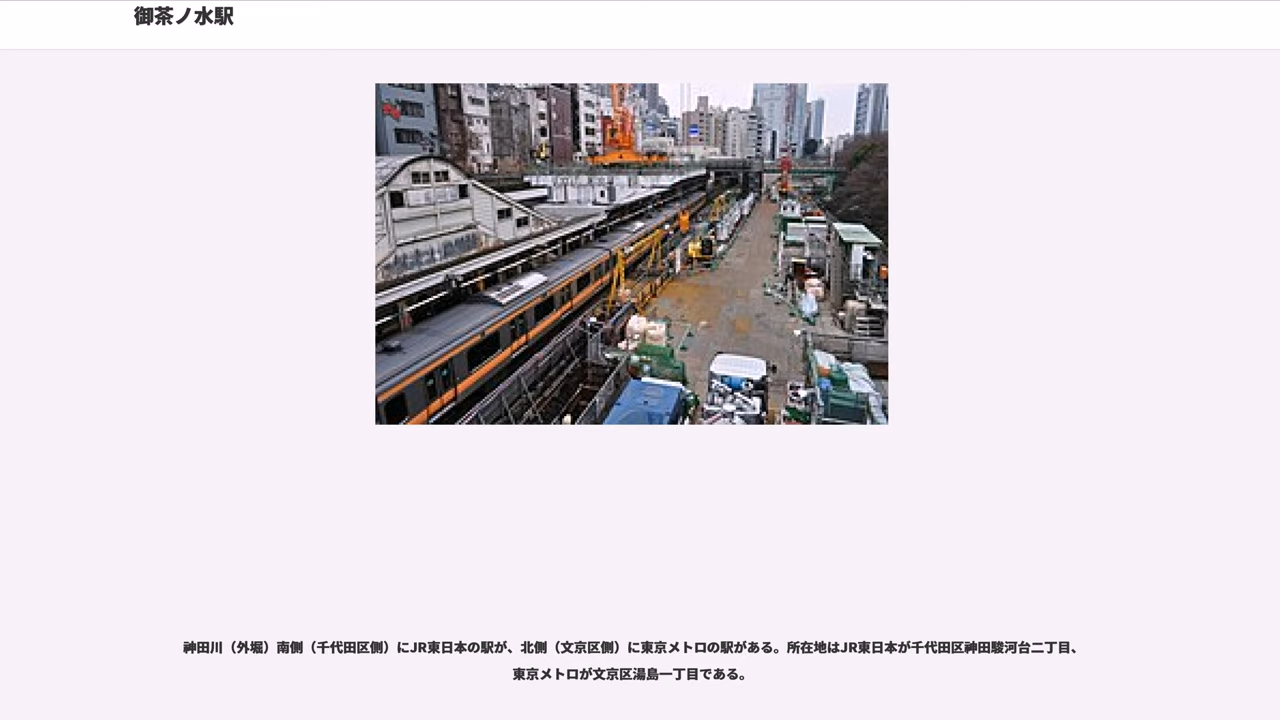 御茶ノ水駅
神田川（外堀）南側（千代田区側）にJR東日本の駅が、北側（文京区側）に東京メトロの駅がある。所在地はJR東日本が千代田区神田駿河台二丁目、
東京メトロが文京区湯島一丁目である。